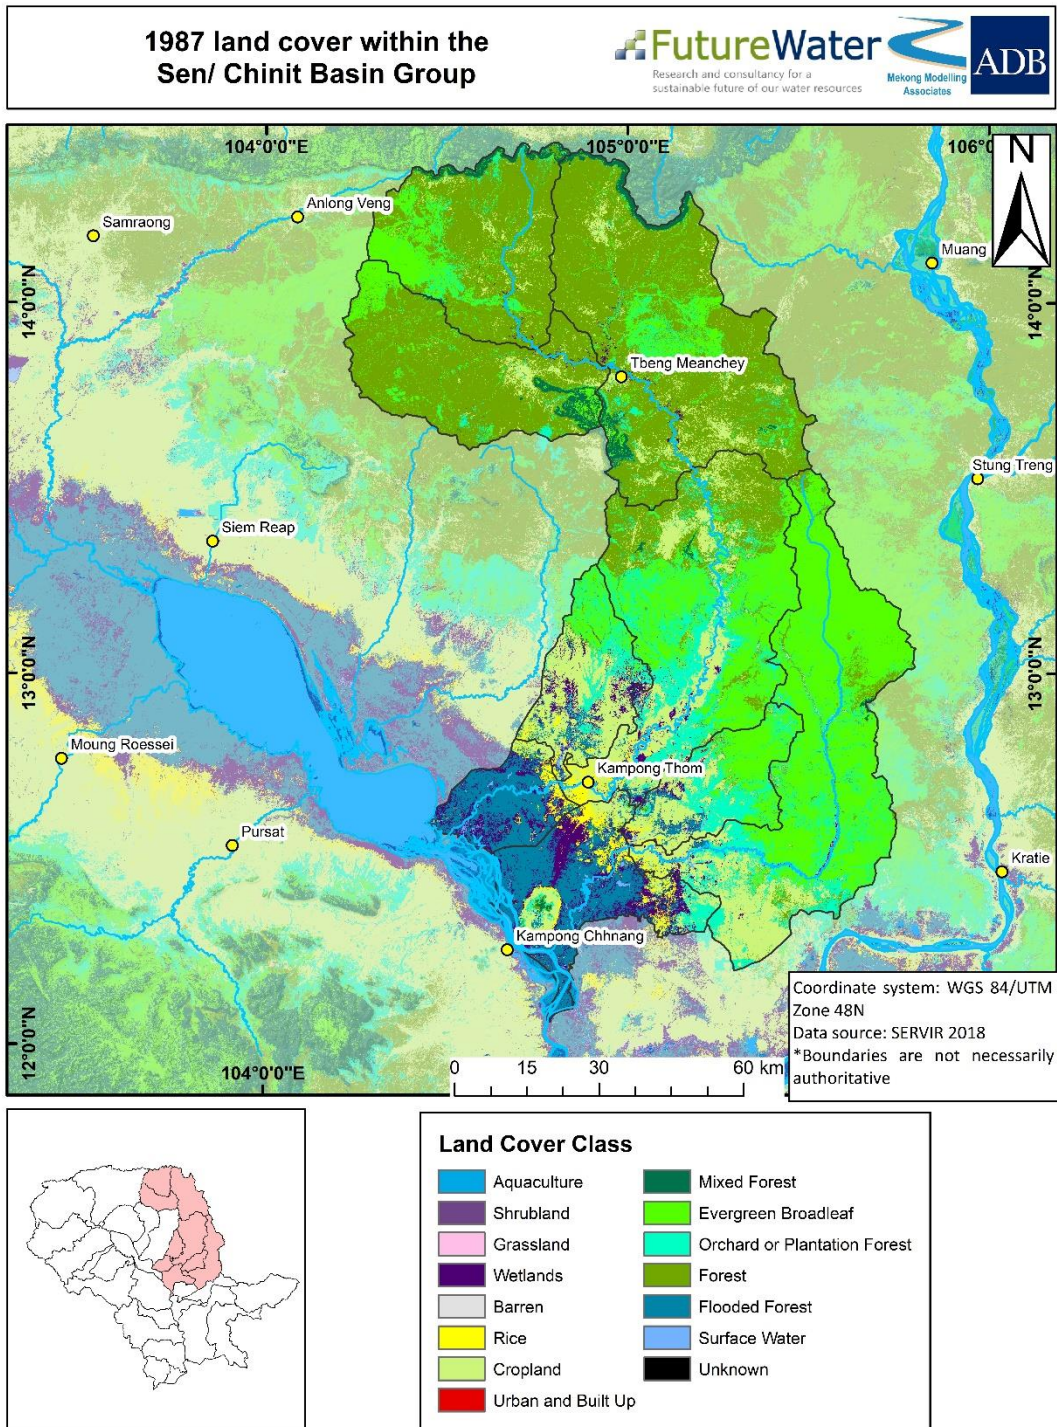 1987 land cover within the
Sen/ Chinit Basin Group
FutureWater
Research and consultancy for a
sustainable future of our water resources
Mekong Modelling
Associates
ADB
104°0'0"E
105°0'0"E
106°0'
N
Samraong
Anlong Veng
Muang
14°0'0"N
14°0'0"N
Tbeng Meanchey
Stung Treng
Siem Reap
13°0'0"N
13°0'0"N
Moung Roessei
Kampong Thom
Pursat
Kratie
Kampong Chhnang
12°0'0"N
104°0'0"E
0 15 30 60 km
Coordinate system: WGS 84/UTM
Zone 48N
Data source: SERVIR 2018
*Boundaries are not necessarily
authoritative
Land Cover Class
Aquaculture
Shrubland
Grassland
Wetlands
Barren
Rice
Cropland
Urban and Built Up
Mixed Forest
Evergreen Broadleaf
Orchard or Plantation Forest
Forest
Flooded Forest
Surface Water
Unknown